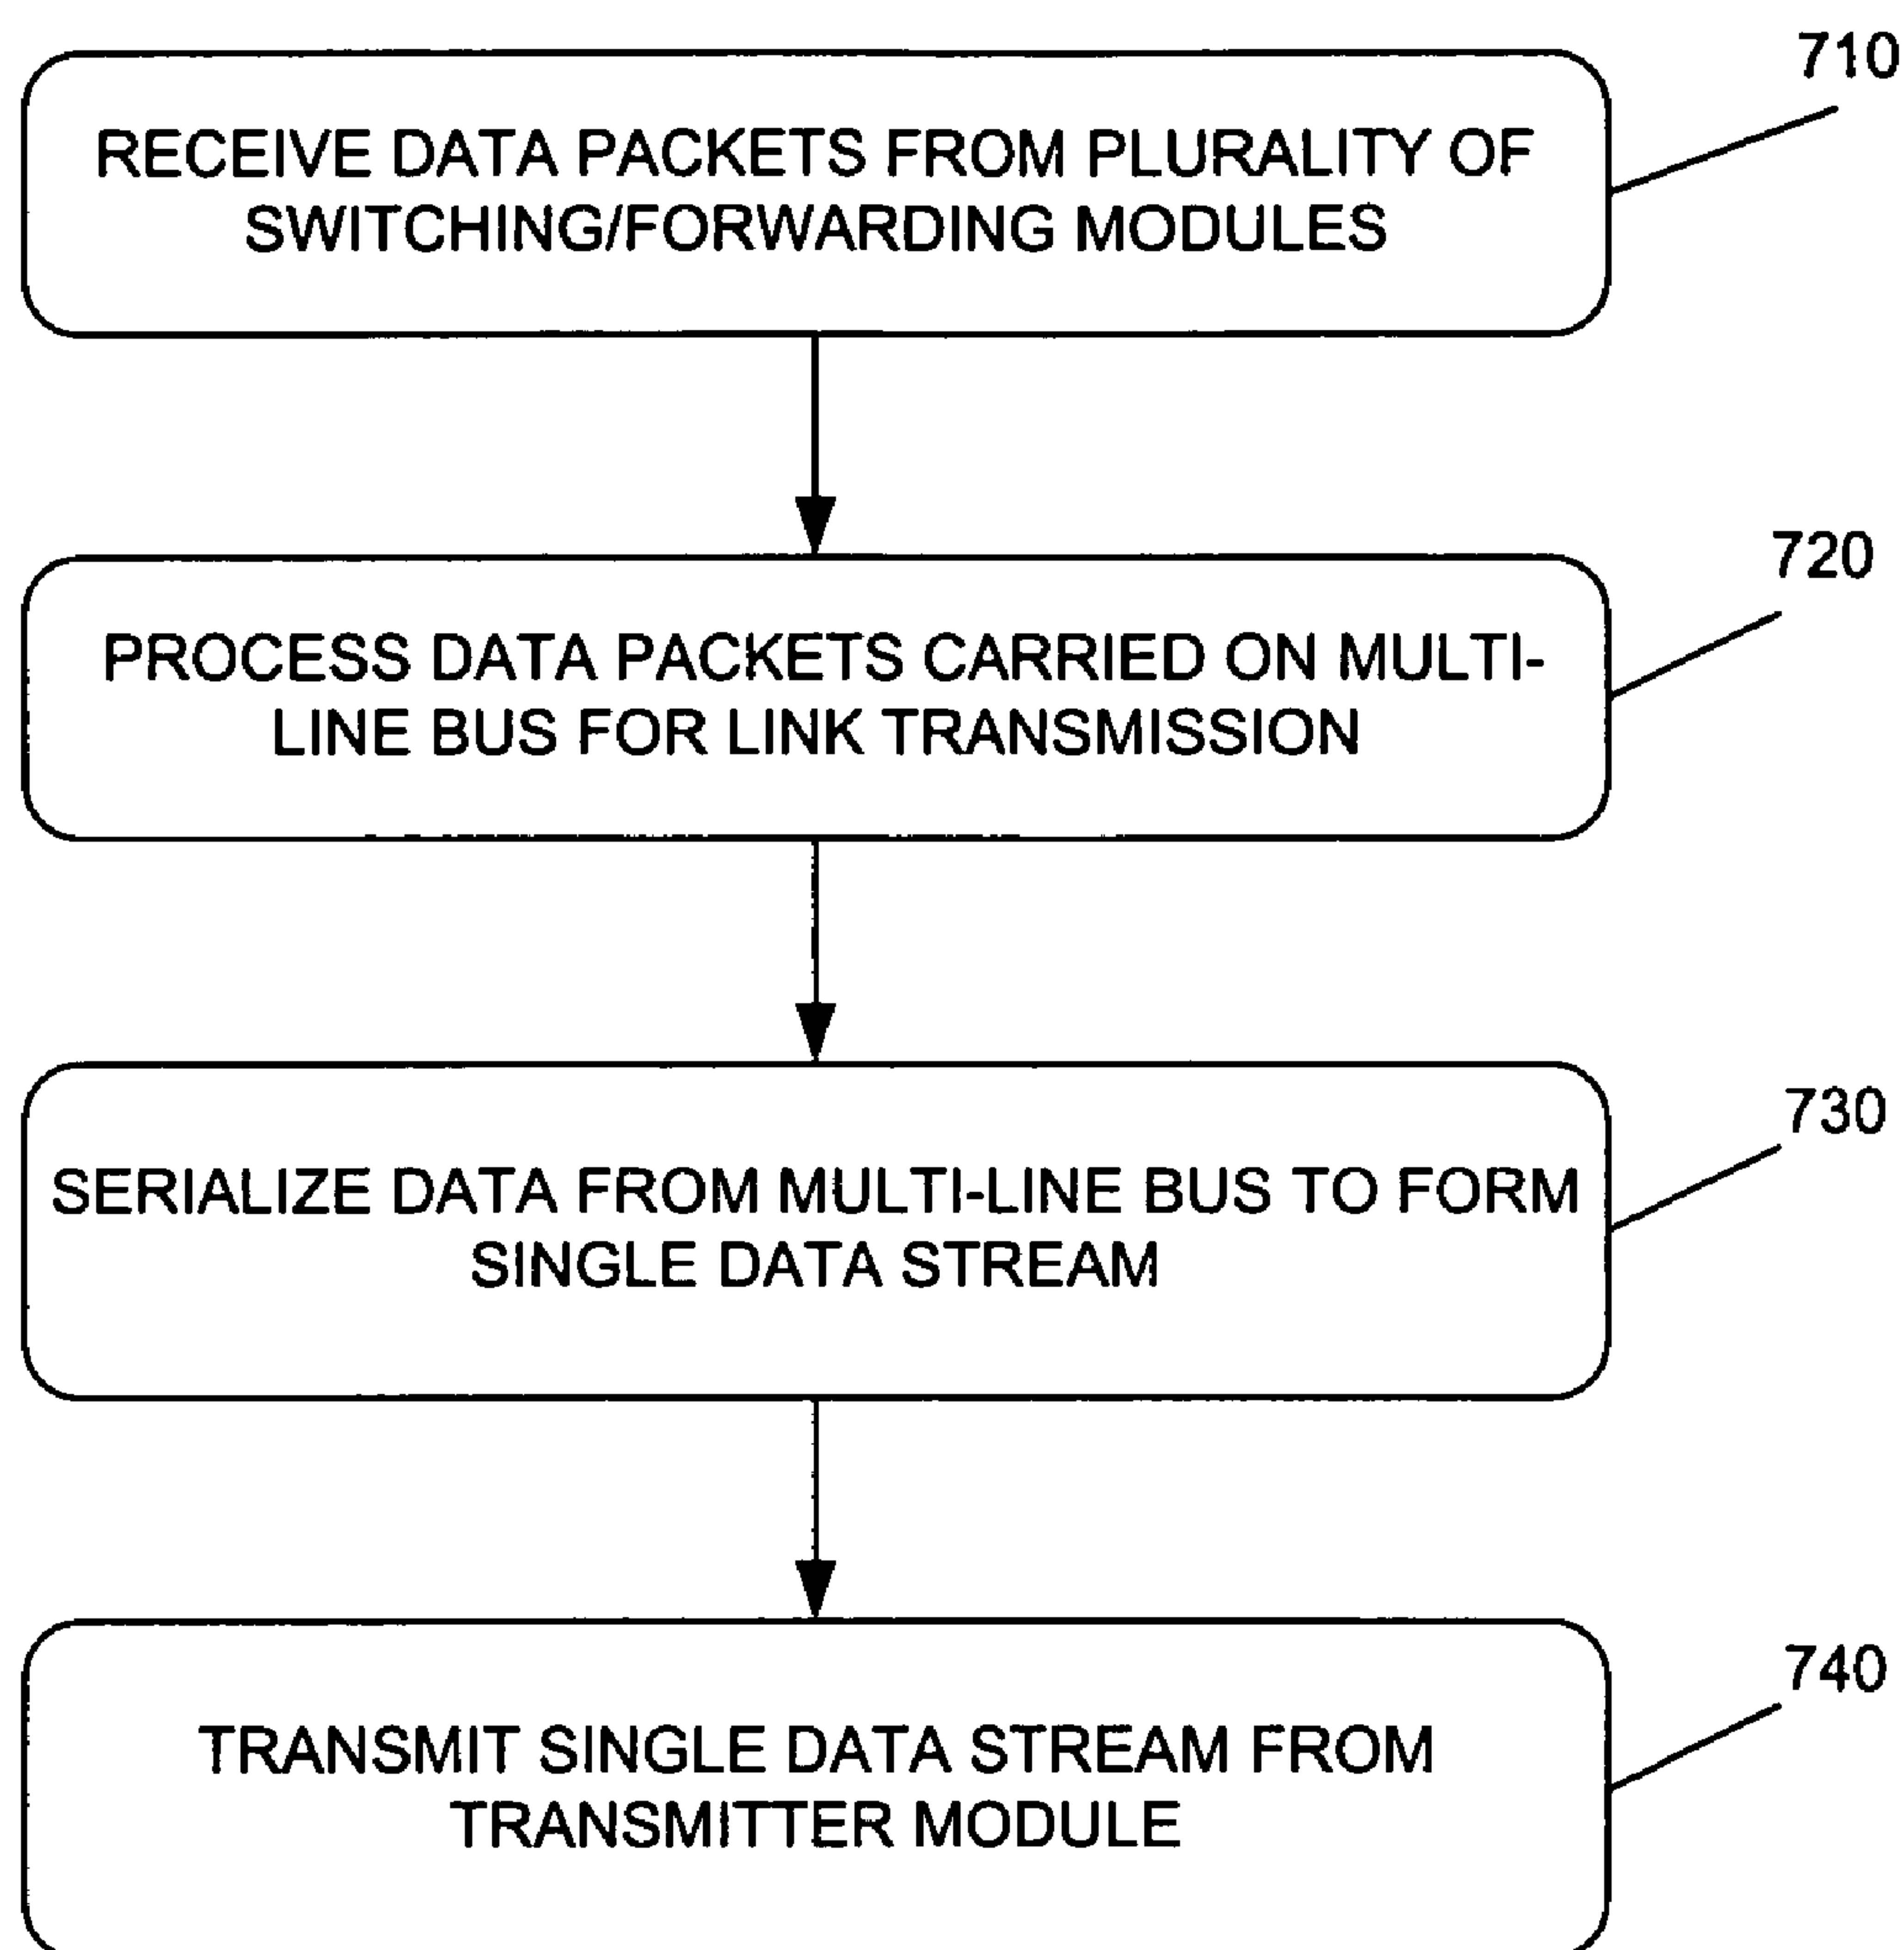 710
RECEIVE DATA PACKETS FROM PLURALITY OF
SWITCHING/FORWARDING MODULES
720
PROCESS DATA PACKETS CARRIED ON MULTI-
LINE BUS FOR LINK TRANSMISSION
730
SERIALIZE DATA FROM MULTI-LINE BUS TO FORM
SINGLE DATA STREAM
740
TRANSMIT SINGLE DATA STREAM FROM
TRANSMITTER MODULE